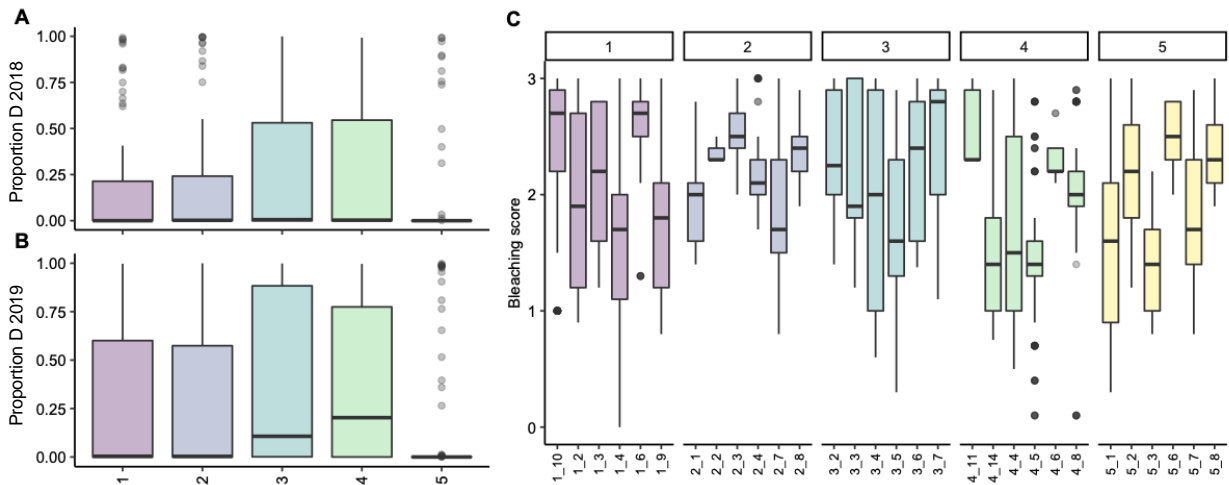 A
Proportion D 2018
1.00
0.75
0.50
0.25
0.00
B
Proportion D 2019
1.00
0.75
0.50
0.25
0.00
1 2 3 4 5
C
1 2 3 4 5
Bleaching score
3
2
1
0
1_10 1_2 1_3 1_4 1_6 1_9 2_1 2_2 2_3 2_4 2_7 2_8 3_2 3_3 3_4 3_5 3_6 3_7 4_11 4_14 4_4 4_5 4_6 4_8 5_1 5_2 5_3 5_6 5_7 5_8